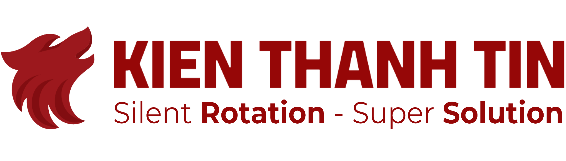 KIEN THANH TIN
Silent Rotation - Super Solution